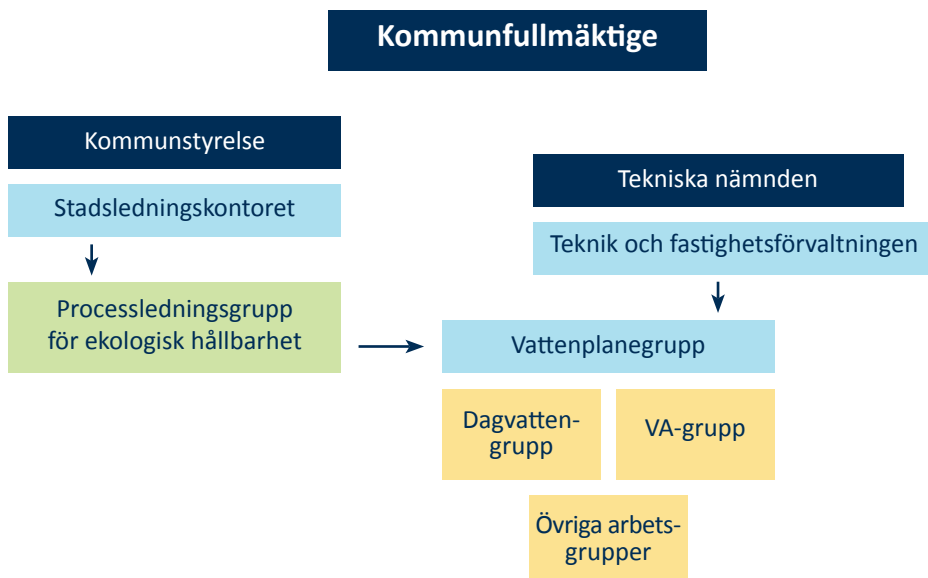 Kommunfullmäktige
Kommunstyrelse
Stadsledningskontoret
Processledningsgrupp
för ekologisk hållbarhet
Tekniska nämnden
Teknik och fastighetsförvaltningen
Vattenplanegrupp
Dagvatten-
grupp
VA-grupp
Övriga arbets-
grupper